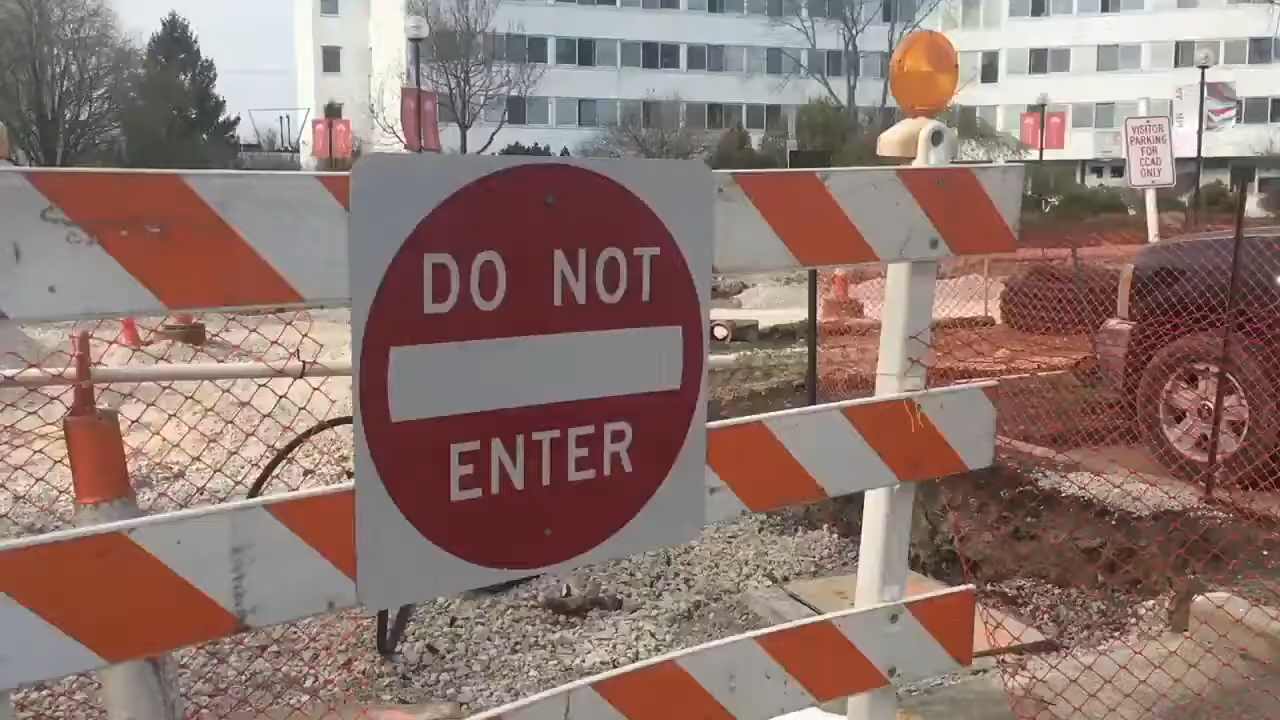 DO NOT
ENTER
VISITOR
PARKING
FOR
CCAD
ONLY